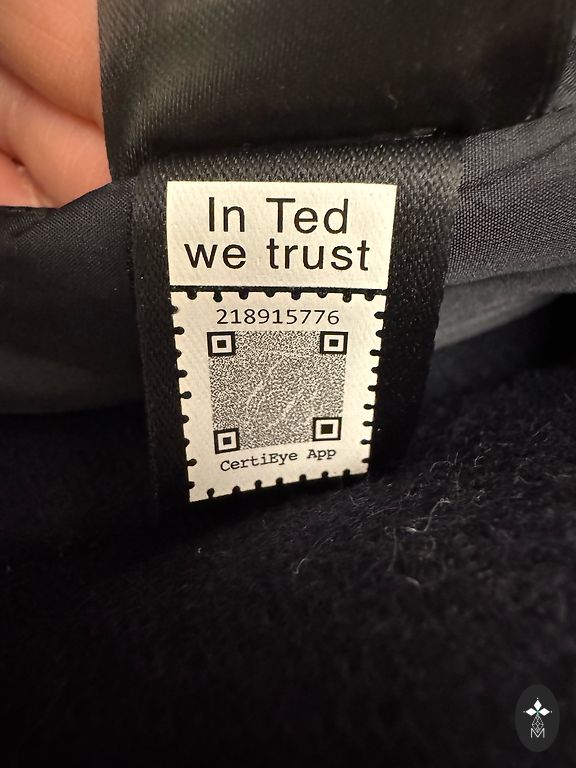 In Ted
we trust
218915776
CertiEye App